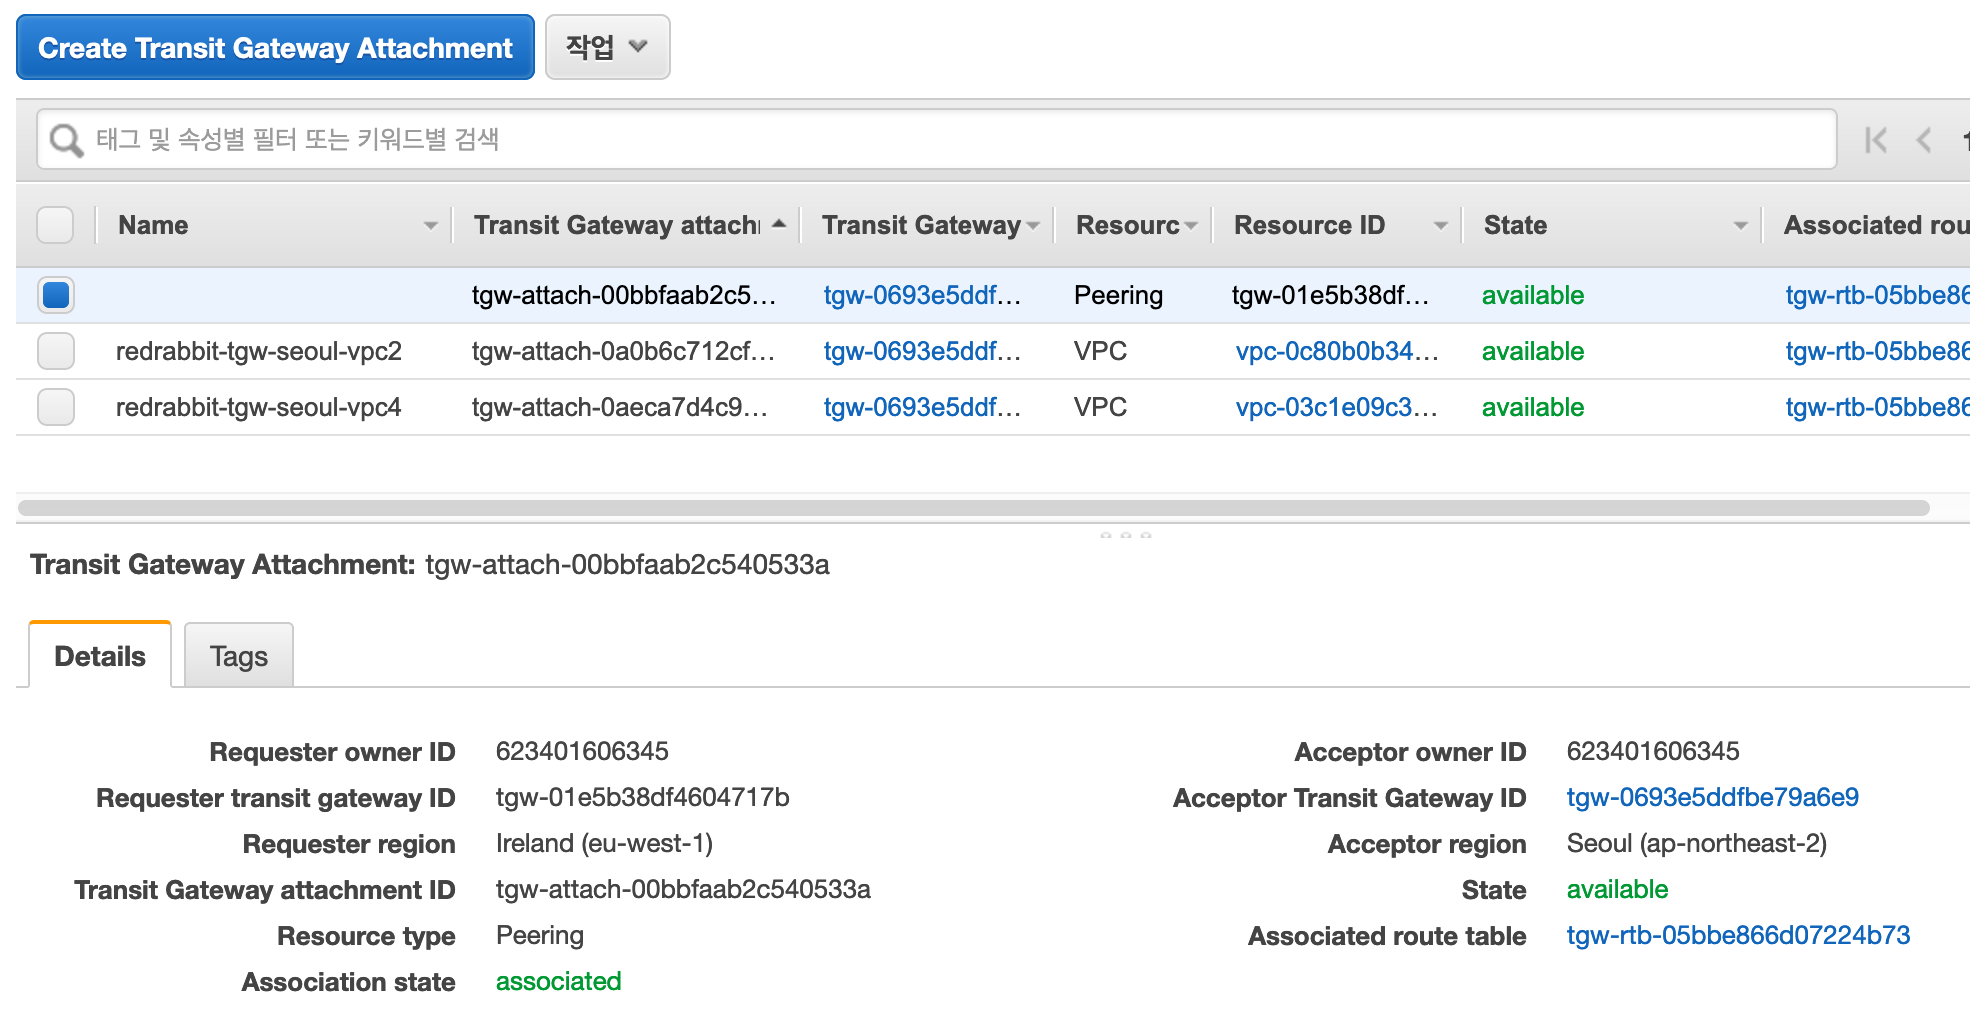 Create Transit Gateway Attachment 작업
태그 및 속성별 필터 또는 키워드별 검색
Name Transit Gateway attach Transit Gateway Resourc Resource ID State Associated rou
tgw-attach-00bbfaab2c5... tgw-0693e5ddf... Peering tgw-01e5b38df... available tgw-rtb-05bbe86
redrabbit-tgw-seoul-vpc2 tgw-attach-0a0b6c712cf... tgw-0693e5ddf... VPC vpc-0c80b0b34... available tgw-rtb-05bbe86
redrabbit-tgw-seoul-vpc4 tgw-attach-0aeca7d4c9... tgw-0693e5ddf... VPC vpc-03c1e09c3... available tgw-rtb-05bbe86
Transit Gateway Attachment: tgw-attach-00bbfaab2c540533a
Details Tags
Requester owner ID 623401606345 Acceptor owner ID 623401606345
Requester transit gateway ID tgw-01e5b38df4604717b Acceptor Transit Gateway ID tgw-0693e5ddfbe79a6e9
Requester region Ireland (eu-west-1) Acceptor region Seoul (ap-northeast-2)
Transit Gateway attachment ID tgw-attach-00bbfaab2c540533a State available
Resource type Peering Associated route table tgw-rtb-05bbe866d07224b73
Association state associated